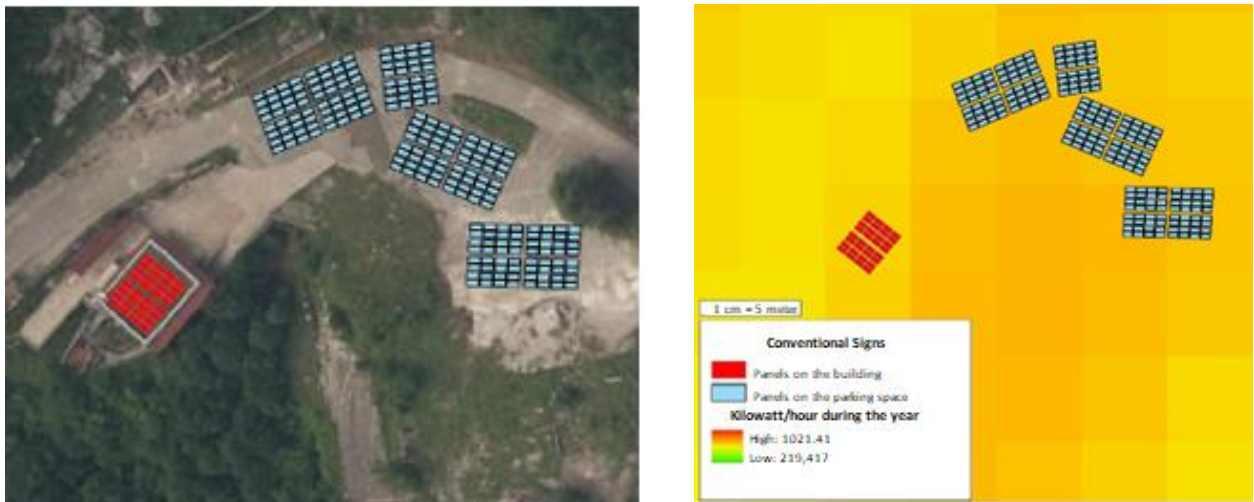 1 cm = 5 meter
Conventional Signs
Panels on the building
Panels on the parking space
Kilowatt/hour during the year
High: 1021.41
Low: 219,417